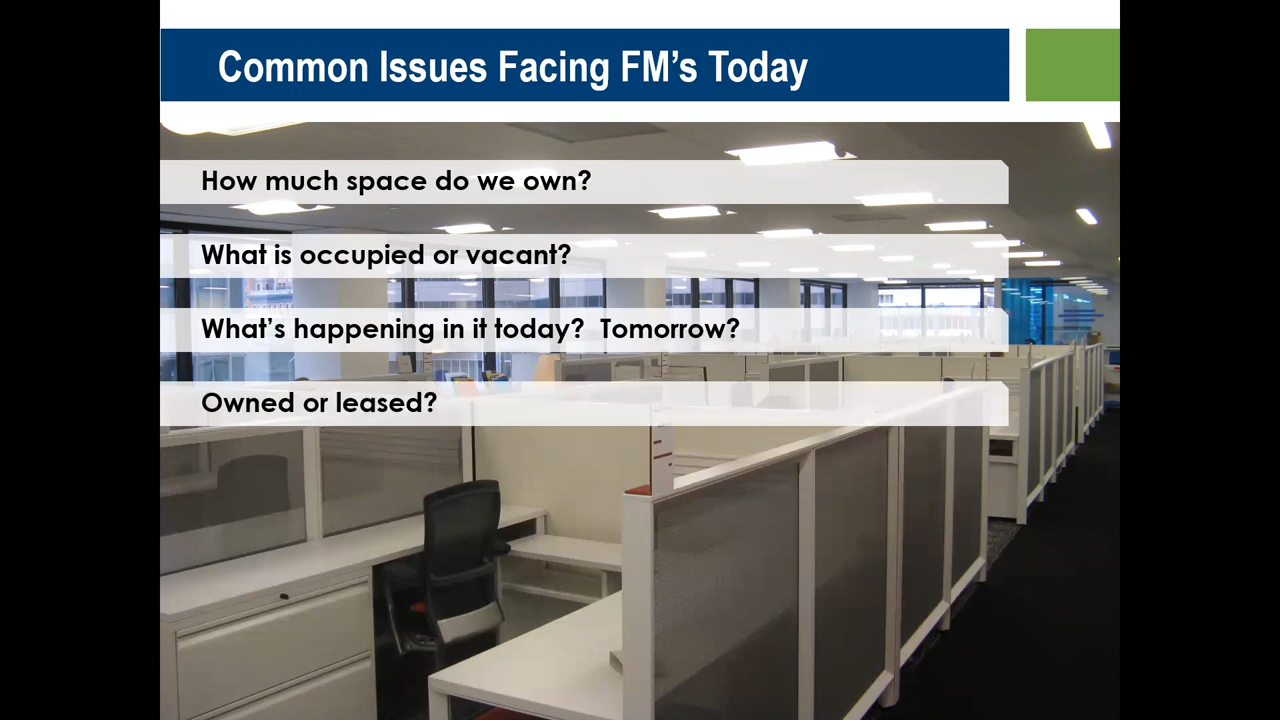 Common Issues Facing FM’s Today
How much space do we own?
What is occupied or vacant?
What’s happening in it today?  Tomorrow?
Owned or leased?